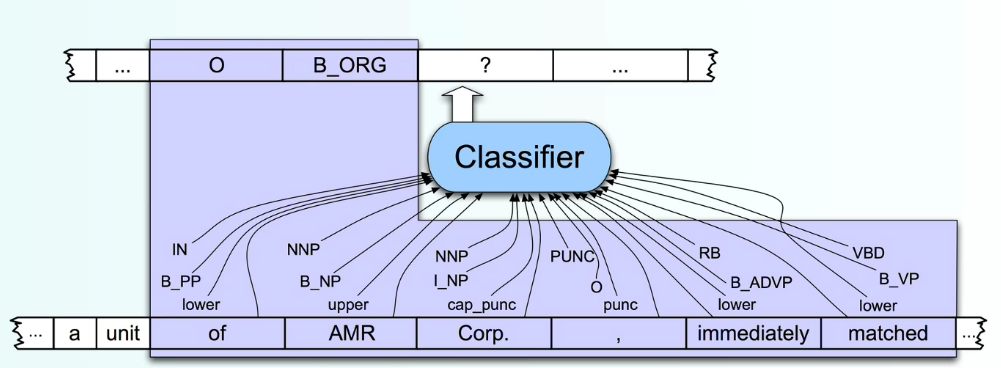 ... O B_ORG ? ...
Classifier
IN NNP NNP PUNC RB VBD
B_PP B_NP I_NP O B_ADVP B_VP
lower upper cap_punc punc lower lower
... a unit of AMR Corp. , immediately matched ...